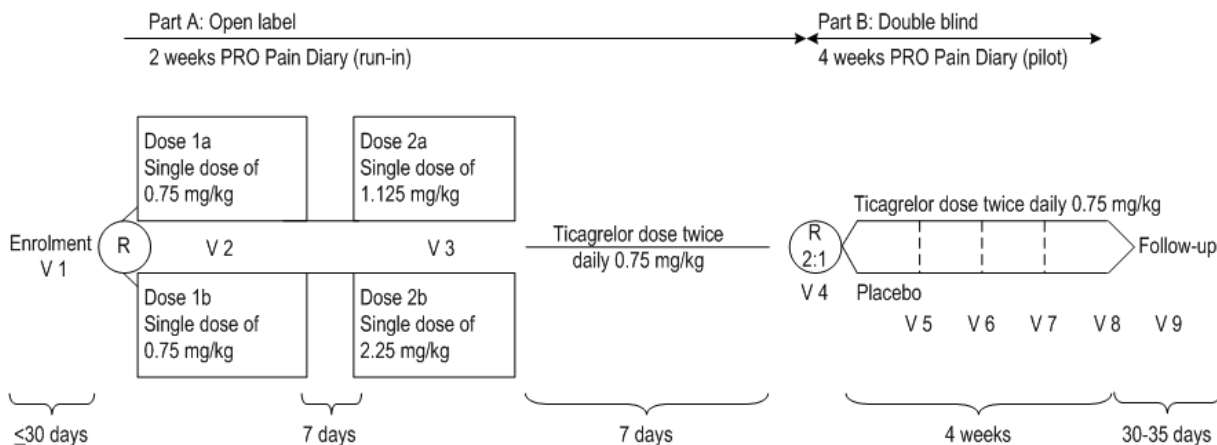 Part A: Open label
2 weeks PRO Pain Diary (run-in)
Part B: Double blind
4 weeks PRO Pain Diary (pilot)
Enrolment
V 1
R
Dose 1a
Single dose of
0.75 mg/kg
V 2
Dose 1b
Single dose of
0.75 mg/kg
Dose 2a
Single dose of
1.125 mg/kg
V 3
Dose 2b
Single dose of
2.25 mg/kg
Ticagrelor dose twice
daily 0.75 mg/kg
R
2:1
V 4
Ticagrelor dose twice daily 0.75 mg/kg
Placebo
Follow-up
V 5 V 6 V 7 V 8 V 9
≤30 days
7 days
7 days
4 weeks
30-35 days